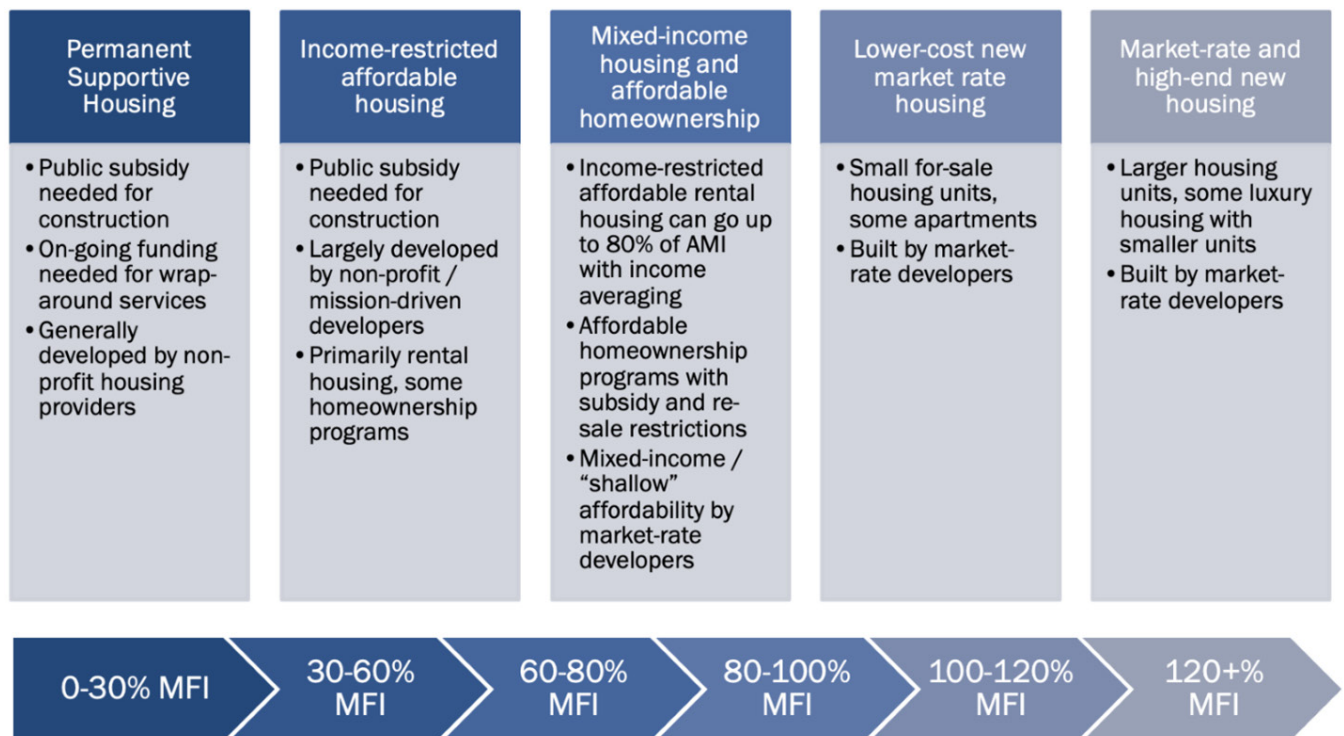 Permanent
Supportive
Housing
• Public subsidy
needed for
construction
• On-going funding
needed for wrap-
around services
• Generally
developed by non-
profit housing
providers
Income-restricted
affordable
housing
• Public subsidy
needed for
construction
• Largely developed
by non-profit /
mission-driven
developers
• Primarily rental
housing, some
homeownership
programs
Mixed-income
housing and
affordable
homeownership
• Income-restricted
affordable rental
housing can go up
to 80% of AMI
with income
averaging
• Affordable
homeownership
programs with
subsidy and re-
sale restrictions
• Mixed-income /
“shallow”
affordability by
market-rate
developers
Lower-cost new
market rate
housing
• Small for-sale
housing units,
some apartments
• Built by market-
rate developers
Market-rate and
high-end new
housing
• Larger housing
units, some luxury
housing with
smaller units
• Built by market-
rate developers
0-30% MFI
30-60%
MFI
60-80%
MFI
80-100%
MFI
100-120%
MFI
120+%
MFI